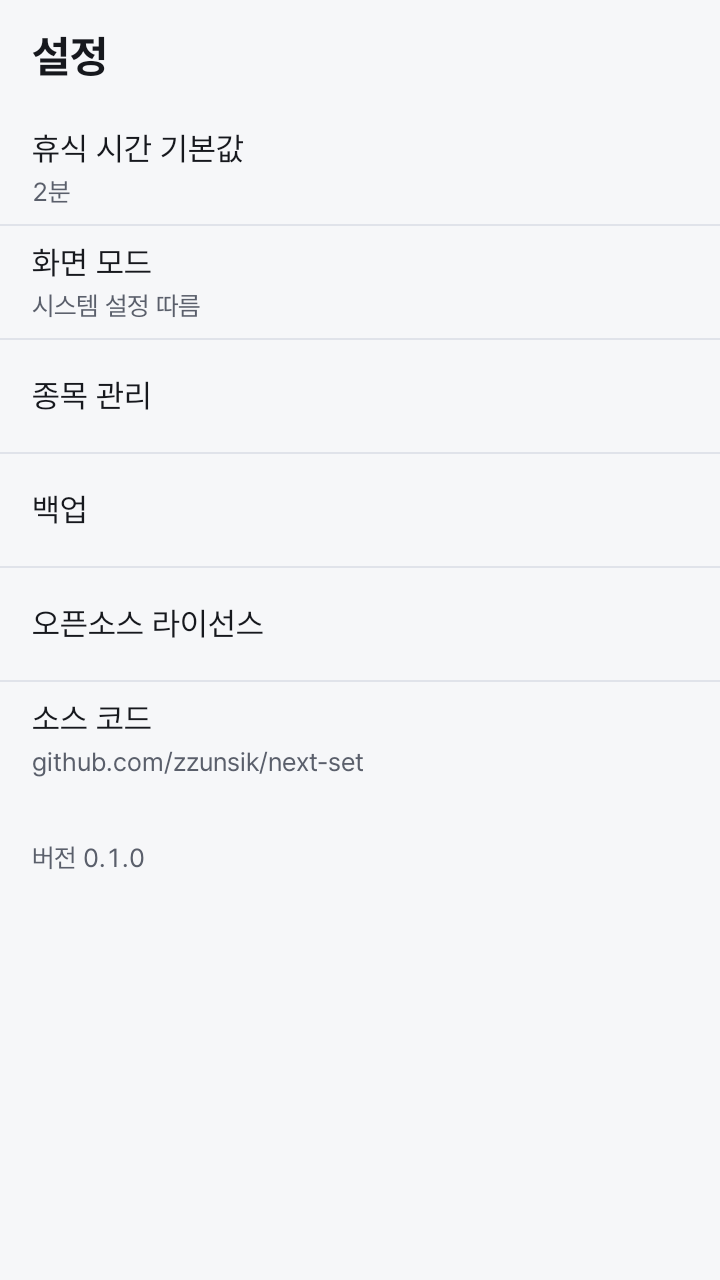 설정
휴식 시간 기본값
2분
화면 모드
시스템 설정 따름
종목 관리
백업
오픈소스 라이선스
소스 코드
github.com/zzunsik/next-set
버전 0.1.0